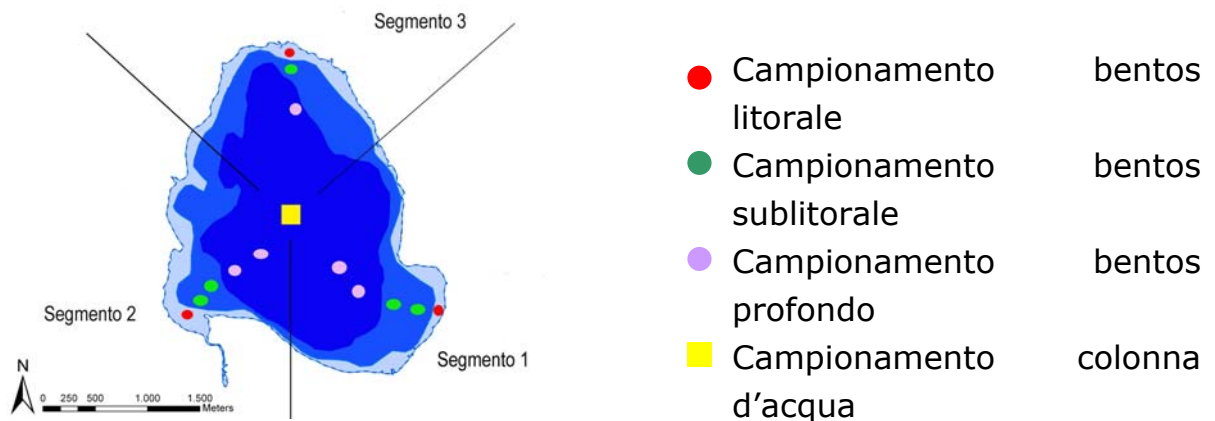 Segmento 3
Segmento 2
Segmento 1
N
0 250 500 1.000 1.500
Meters
Campionamento bentos
litorale
Campionamento bentos
sublitorale
Campionamento bentos
profondo
Campionamento colonna
d’acqua